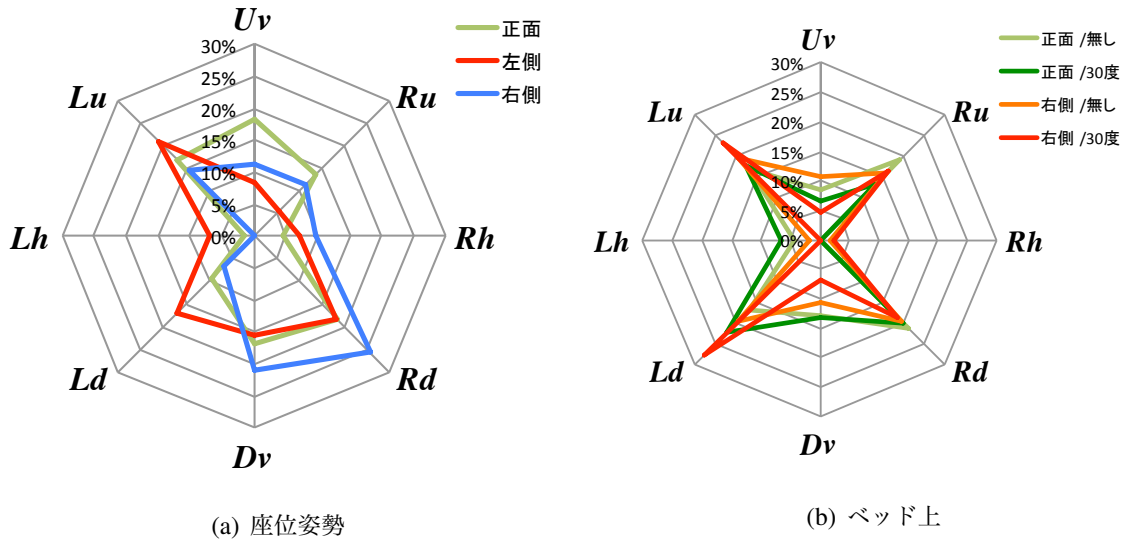 Uv
30%
25%
20%
15%
10%
5%
0%
Lu
Ru
Lh
Rh
Ld
Rd
Dv
正面
左側
右側
(a) 座位姿勢
Uv
30%
25%
20%
15%
10%
5%
0%
Lu
Ru
Lh
Rh
Ld
Rd
Dv
正面 /無し
正面 /30度
右側 /無し
右側 /30度
(b) ベッド上